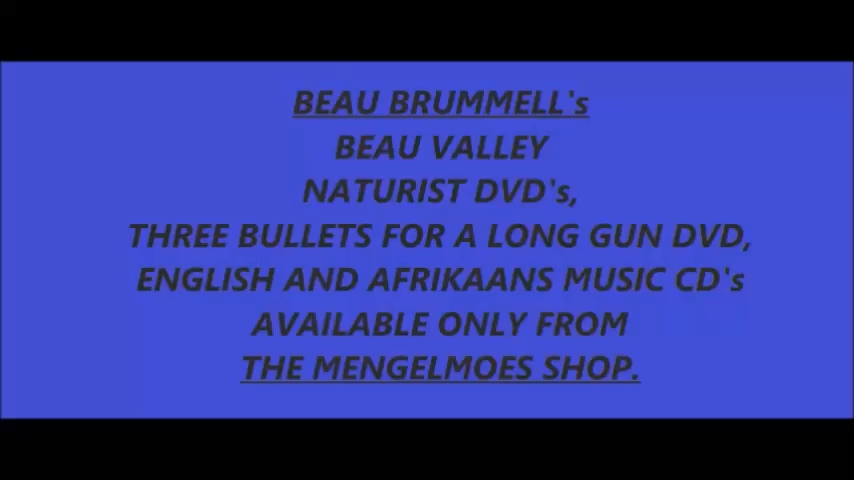 BEAU BRUMMELL's
BEAU VALLEY
NATURIST DVD's,
THREE BULLETS FOR A LONG GUN DVD,
ENGLISH AND AFRIKAANS MUSIC CD's
AVAILABLE ONLY FROM
THE MENGELMOES SHOP.